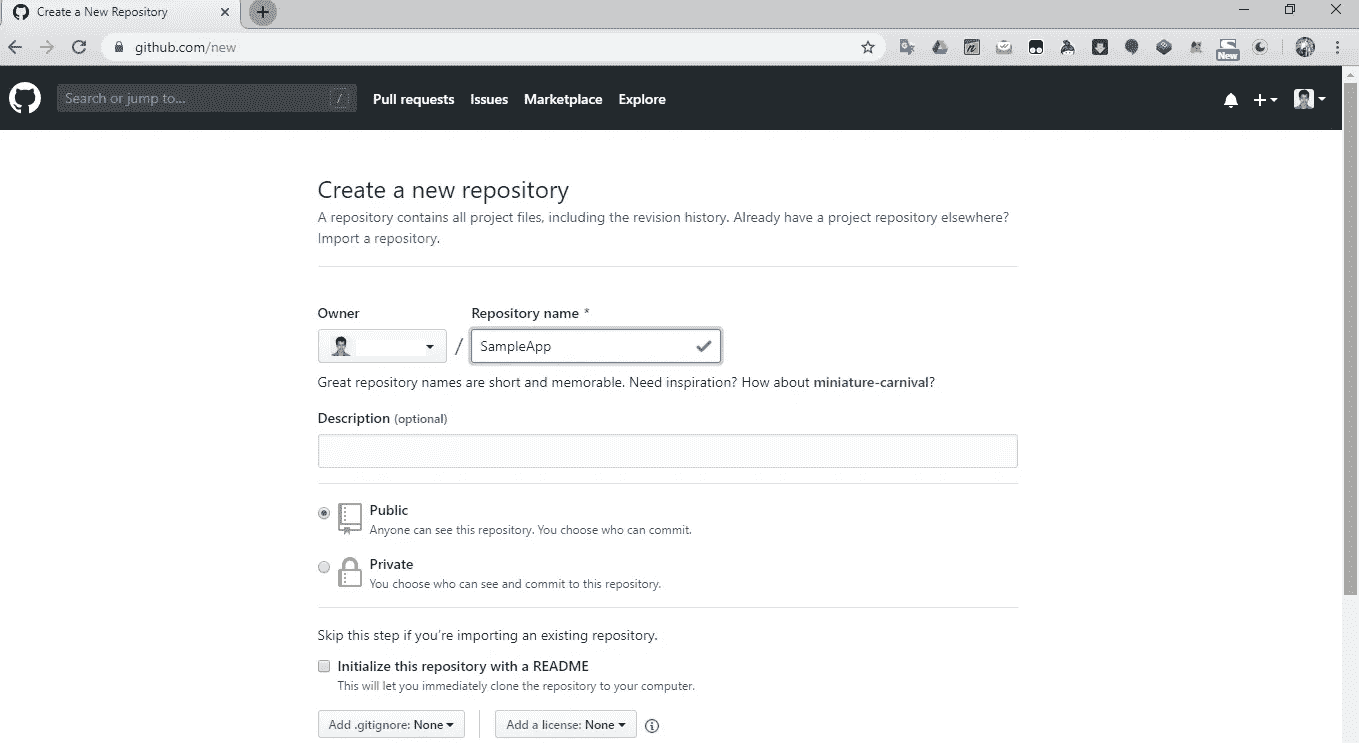 Create a New Repository
github.com/new
New
Search or jump to...
/
Pull requests
Issues
Marketplace
Explore
Create a new repository
A repository contains all project files, including the revision history. Already have a project repository elsewhere?
Import a repository.
Owner
Repository name *
/
SampleApp
Great repository names are short and memorable. Need inspiration? How about miniature-carnival?
Description (optional)
Public
Anyone can see this repository. You choose who can commit.
Private
You choose who can see and commit to this repository.
Skip this step if you're importing an existing repository.
Initialize this repository with a README
This will let you immediately clone the repository to your computer.
Add .gitignore: None
Add a license: None